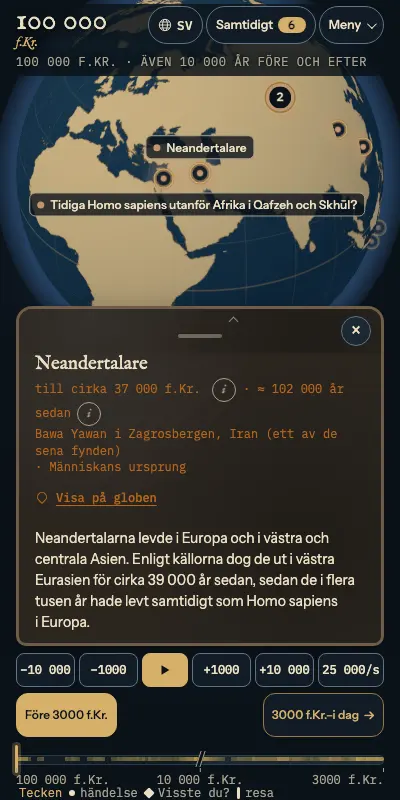 100 000
f.Kr.
SV
Samtidigt 6
Meny
100 000 F.KR. · ÄVEN 10 000 ÅR FÖRE OCH EFTER
2
Neandertalare
Tidiga Homo sapiens utanför Afrika i Qafzeh och Skhūl?
×
Neandertalare
till cirka 37 000 f.Kr. i · ≈ 102 000 år
sedan i
Bawa Yawan i Zagrosbergen, Iran (ett av de
sena fynden)
· Människans ursprung
Visa på globen
Neandertalarna levde i Europa och i västra och
centrala Asien. Enligt källorna dog de ut i västra
Eurasien för cirka 39 000 år sedan, sedan de i flera
tusen år hade levt samtidigt som Homo sapiens
i Europa.
−10 000
−1000
+1000
+10 000
25 000/s
Före 3000 f.Kr.
3000 f.Kr.–i dag →
100 000 f.Kr.
10 000 f.Kr.
3000 f.Kr.
Tecken händelse Visste du? resa